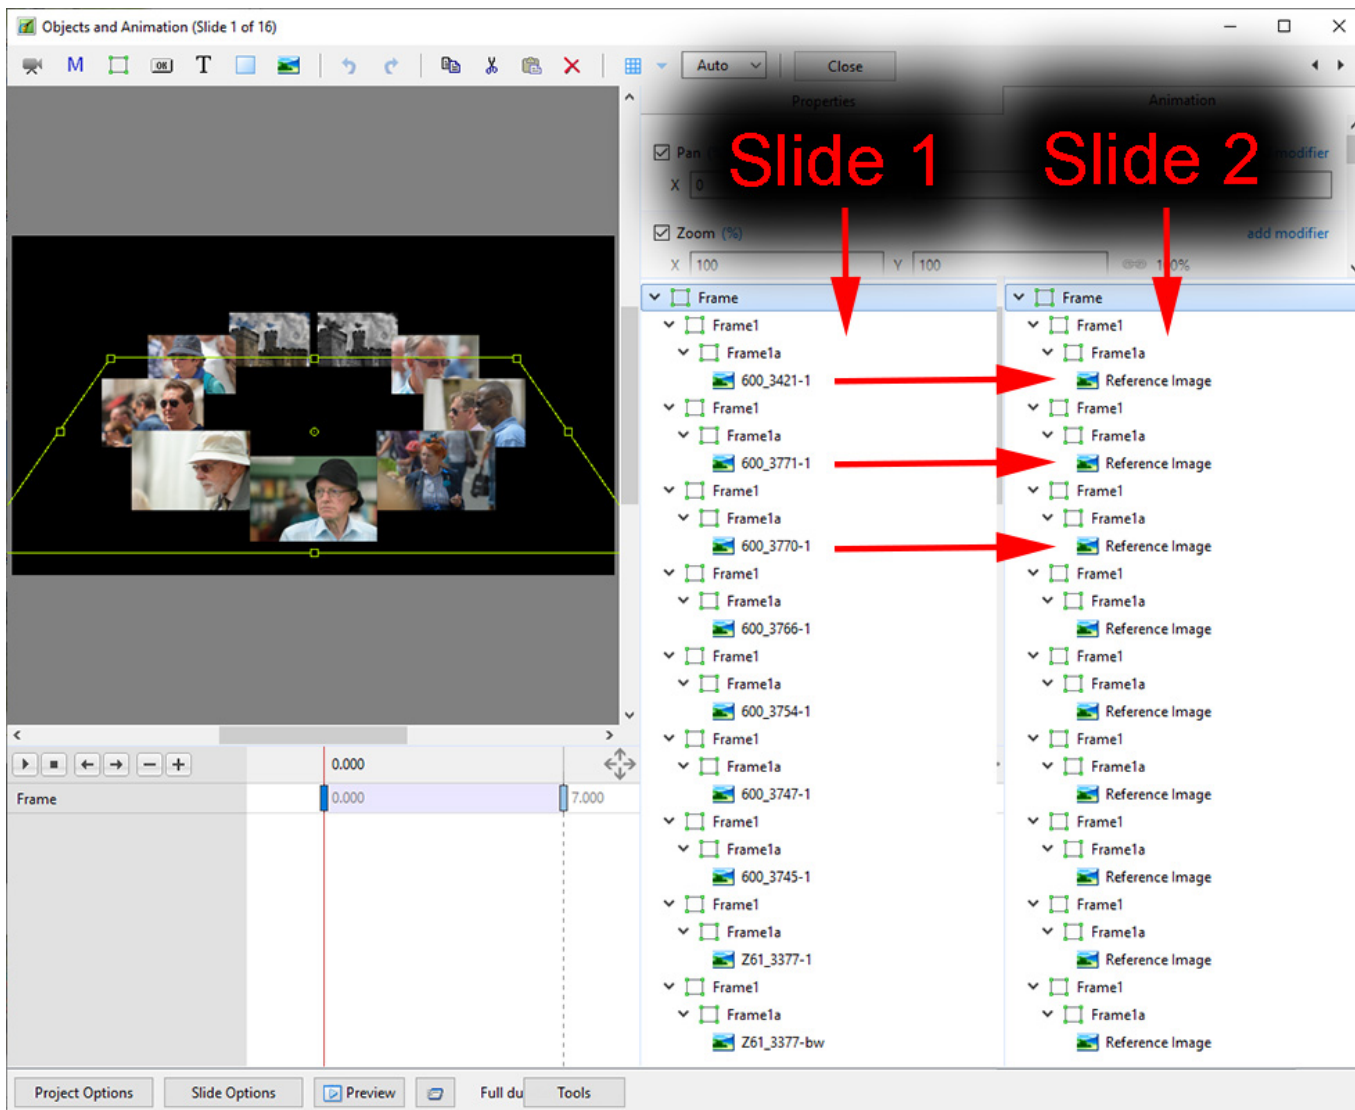 Objects and Animation (Slide 1 of 16)
M OK T Auto Close
Properties Animation
Slide 1 Slide 2
Pan modifier
X 0
Zoom (%) add modifier
X 100 Y 100 100%
Frame Frame
Frame1 Frame1
Frame1a Frame1a
600_3421-1 Reference Image
Frame1 Frame1
Frame1a Frame1a
600_3771-1 Reference Image
Frame1 Frame1
Frame1a Frame1a
600_3770-1 Reference Image
Frame1 Frame1
Frame1a Frame1a
600_3766-1 Reference Image
Frame1 Frame1
Frame1a Frame1a
600_3754-1 Reference Image
Frame1 Frame1
Frame1a Frame1a
600_3747-1 Reference Image
Frame1 Frame1
Frame1a Frame1a
600_3745-1 Reference Image
Frame1 Frame1
Frame1a Frame1a
Z61_3377-1 Reference Image
Frame1 Frame1
Frame1a Frame1a
Z61_3377-bw Reference Image
0.000
Frame 0.000 7.000
Project Options Slide Options Preview Full du Tools